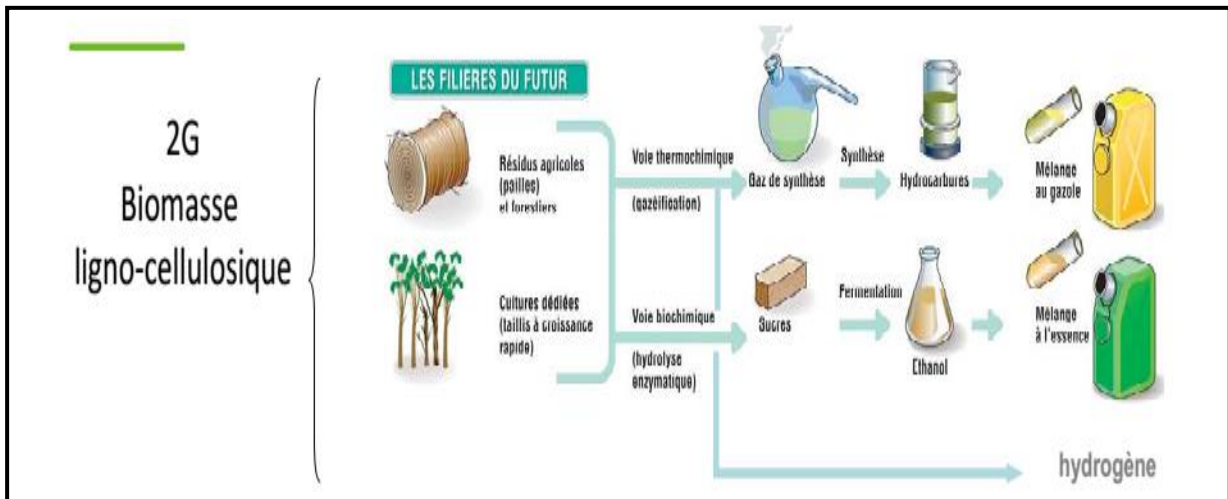 2G
Biomasse
ligno-cellulosique
LES FILIERES DU FUTUR
Résidus agricoles
(pailles)
et forestiers
Cultures dédiées
(taillis à croissance
rapide)
Voie thermochimique
(gazéification)
Voie biochimique
(hydrolyse
enzymatique)
Gaz de synthèse
Synthèse
Hydrocarbures
Mélange
au gazole
Sucres
Fermentation
Ethanol
Mélange
à l'essence
hydrogène